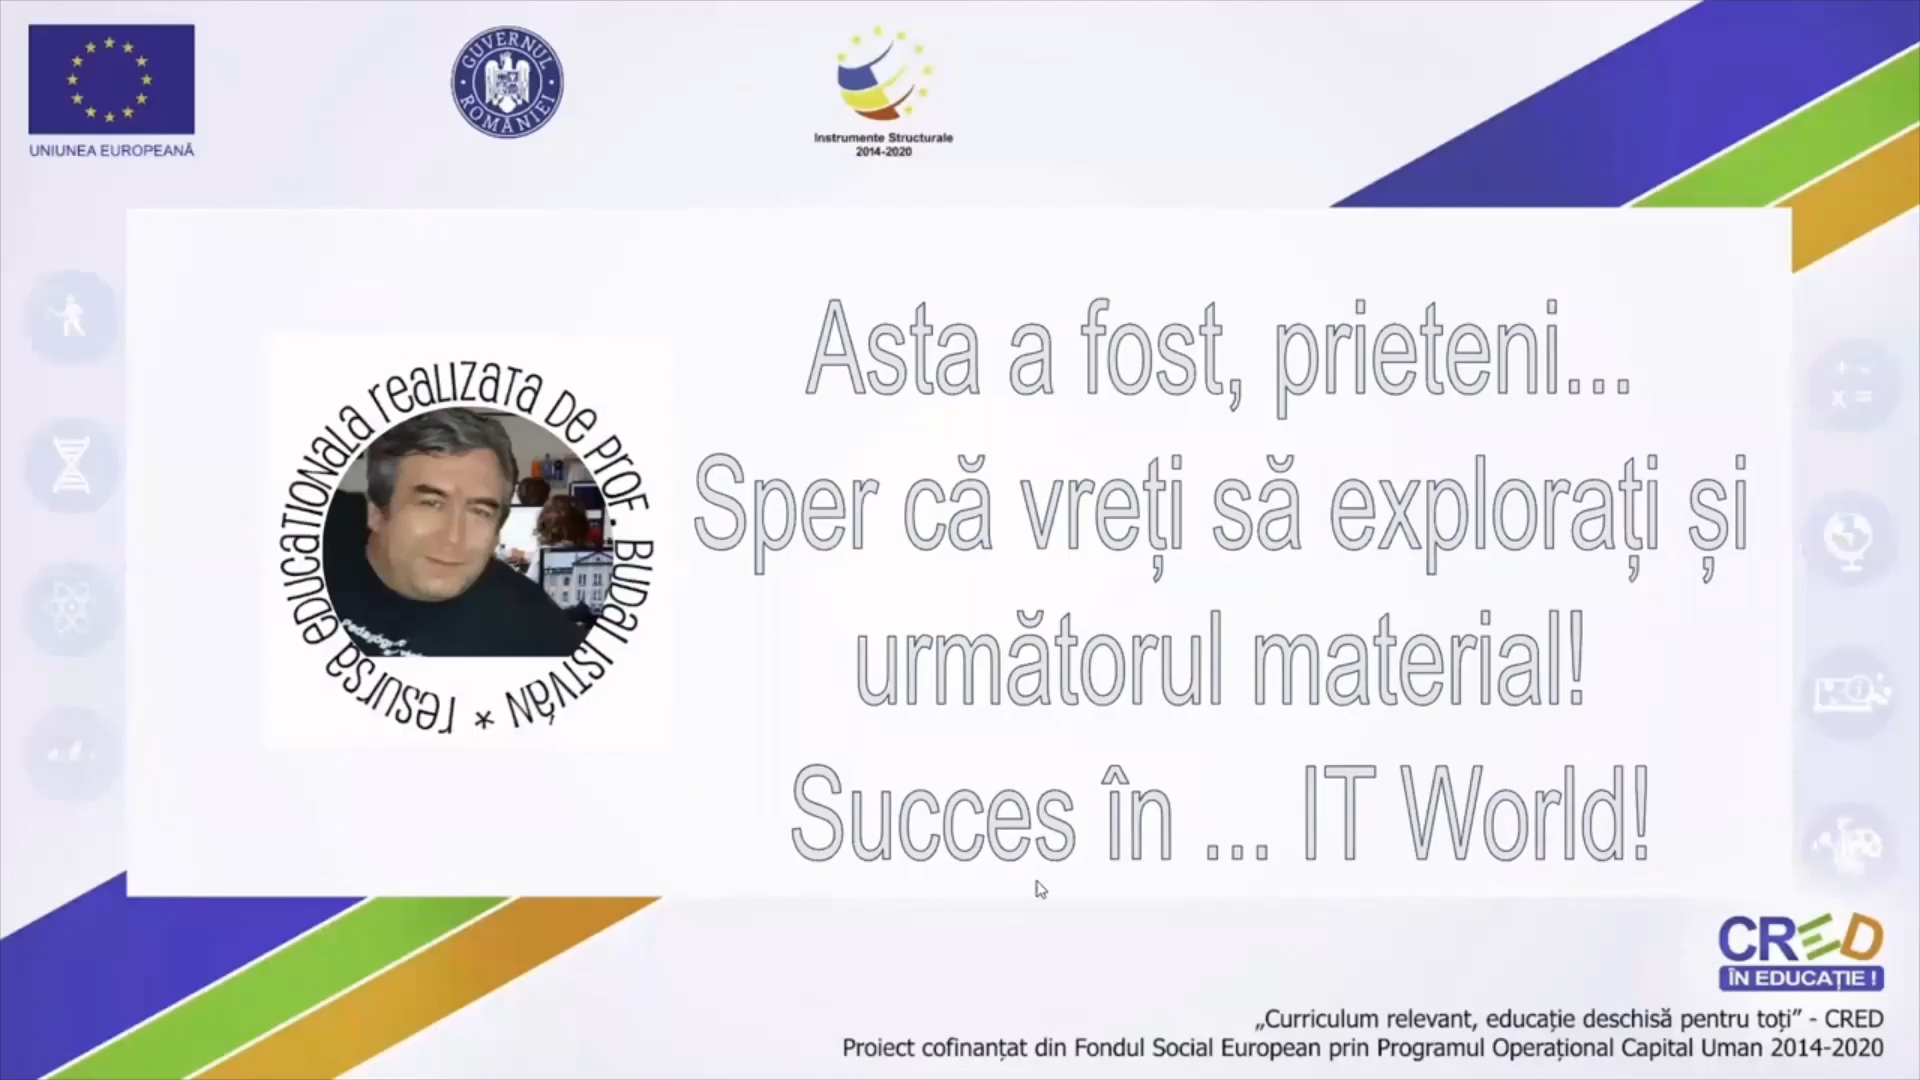 UNIUNEA EUROPEANĂ
GUVERNUL ROMÂNIEI
Instrumente Structurale
2014-2020
resursa educationala realizata de prof. Budai István *
Asta a fost, prieteni...
Sper că vreți să explorați și
următorul material!
Succes în ... IT World!
CRED
ÎN EDUCAȚIE !
„Curriculum relevant, educație deschisă pentru toți” - CRED
Proiect cofinanțat din Fondul Social European prin Programul Operațional Capital Uman 2014-2020